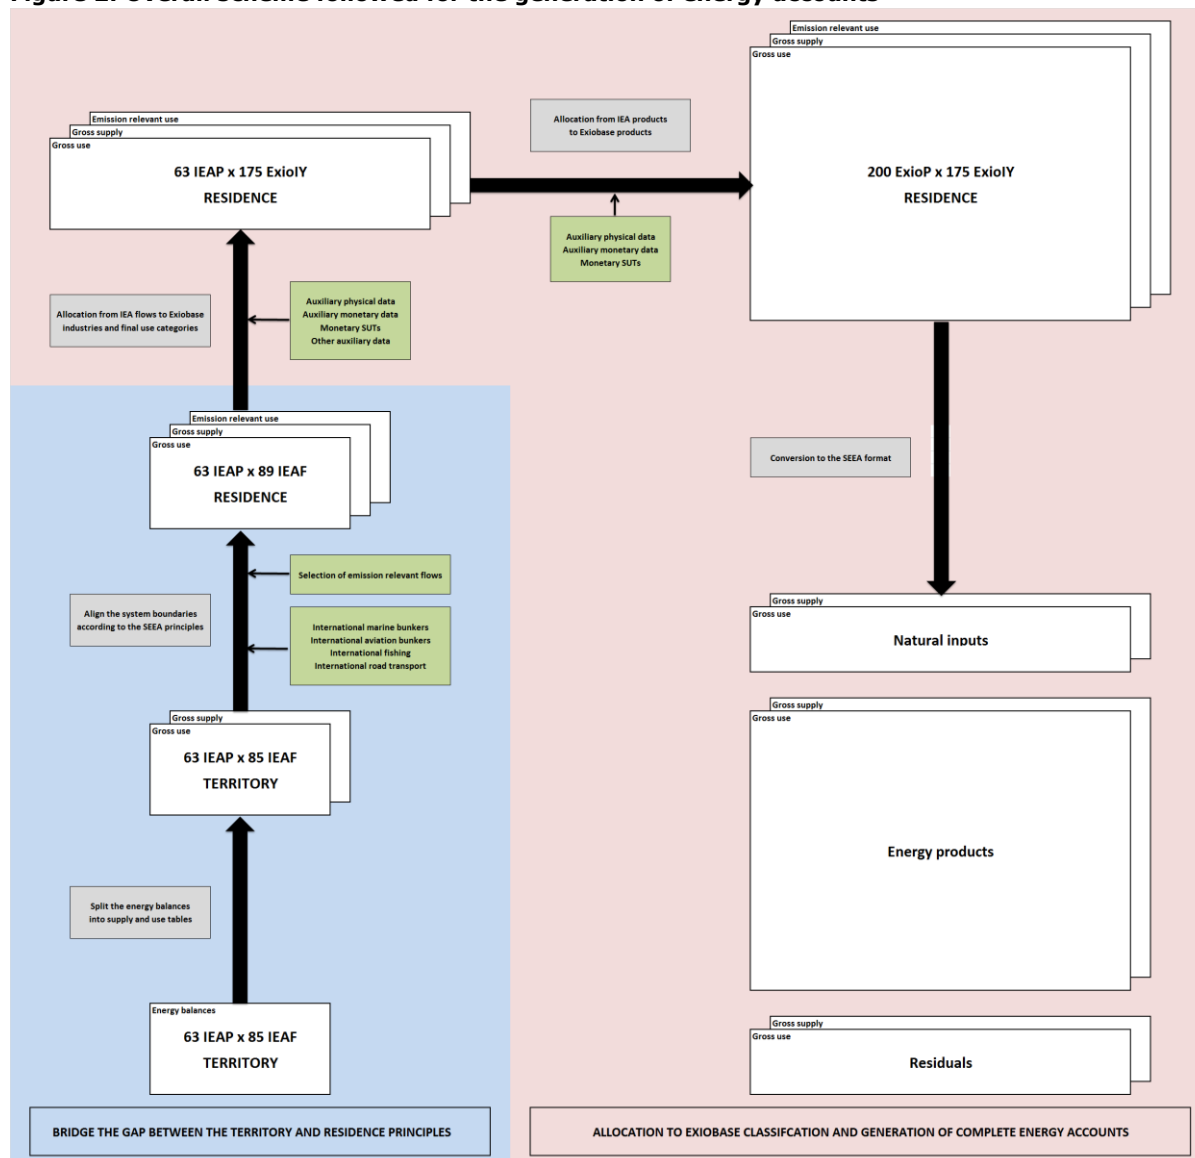 Figure 2: Overall scheme followed for the generation of energy accounts
Emission relevant use
Gross supply
Gross use
63 IEAP x 175 ExioIY
RESIDENCE
Allocation from IEA products
to Exiobase products
Auxiliary physical data
Auxiliary monetary data
Monetary SUTs
Emission relevant use
Gross supply
Gross use
200 ExioP x 175 ExioIY
RESIDENCE
Allocation from IEA flows to Exiobase
industries and final use categories
Auxiliary physical data
Auxiliary monetary data
Monetary SUTs
Other auxiliary data
Emission relevant use
Gross supply
Gross use
63 IEAP x 89 IEAF
RESIDENCE
Conversion to the SEEA format
Selection of emission relevant flows
Align the system boundaries
according to the SEEA principles
International marine bunkers
International aviation bunkers
International fishing
International road transport
Gross supply
Gross use
63 IEAP x 85 IEAF
TERRITORY
Split the energy balances
into supply and use tables
Energy balances
63 IEAP x 85 IEAF
TERRITORY
Gross supply
Gross use
Natural inputs
Gross supply
Gross use
Energy products
Gross supply
Gross use
Residuals
BRIDGE THE GAP BETWEEN THE TERRITORY AND RESIDENCE PRINCIPLES
ALLOCATION TO EXIOBASE CLASSIFCATION AND GENERATION OF COMPLETE ENERGY ACCOUNTS